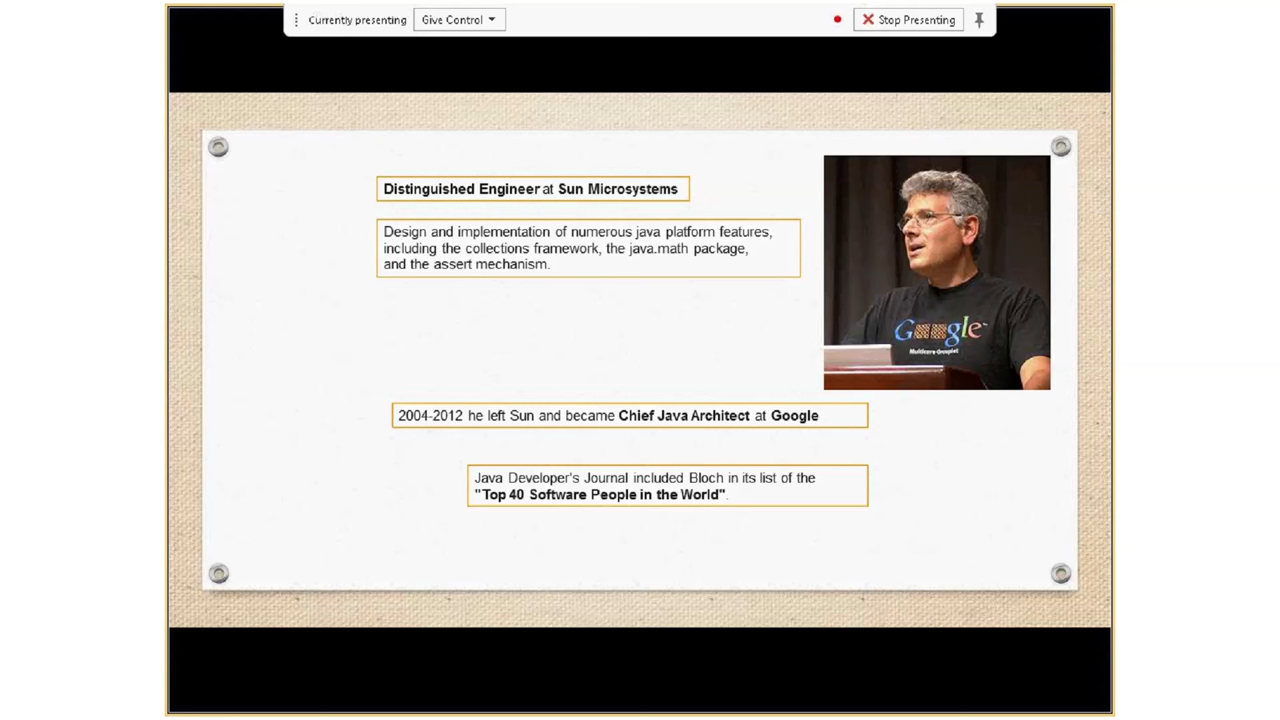 Currently presenting Give Control Stop Presenting
Distinguished Engineer at Sun Microsystems
Design and implementation of numerous java platform features,
including the collections framework, the java.math package,
and the assert mechanism.
Google™
Multicore Grouplet
2004-2012 he left Sun and became Chief Java Architect at Google
Java Developer's Journal included Bloch in its list of the
"Top 40 Software People in the World".